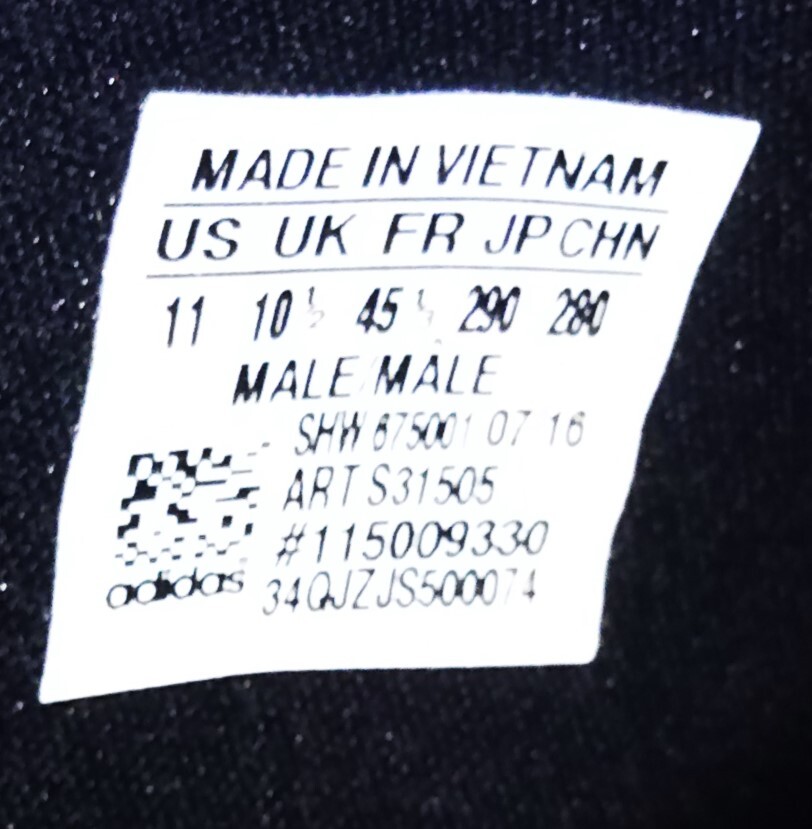 MADE IN VIETNAM
US UK FR JP CHN
11 10½ 45½ 290 280
MALE/MALE
SHW 675001 07 16
ART S31505
#115009330
34QJZJS500074
adidas